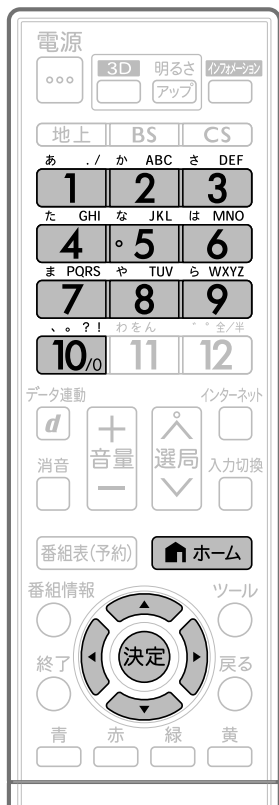 電源
3D 明るさ インフォメーション
アップ
地上 BS CS
あ ./ か ABC さ DEF
1 2 3
た GHI な JKL は MNO
4 5 6
ま PQRS や TUV ら WXYZ
7 8 9
、。?! わをん ゛゜全/半
10/0 11 12
データ連動 インターネット
d + 選局
消音 音量 入力切換
番組表(予約) ホーム
番組情報 ツール
決定
終了 戻る
青 赤 緑 黄